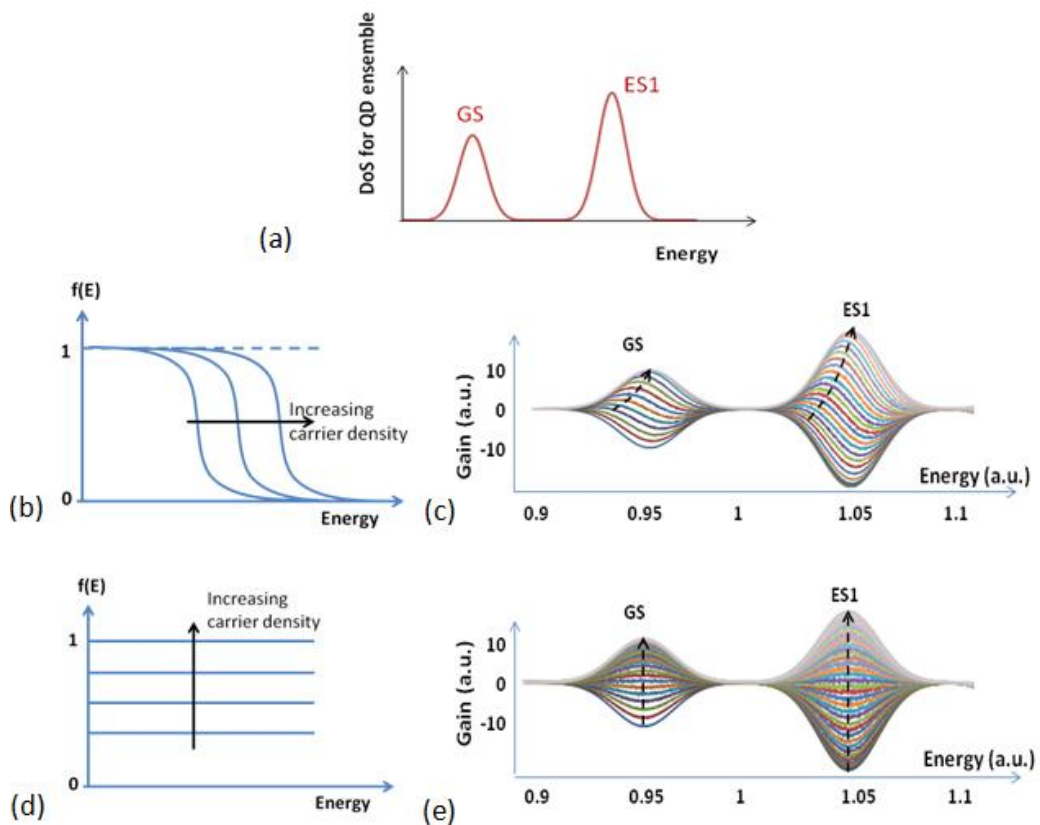 DoS for QD ensemble
GS
ES1
Energy
(a)
f(E)
1
0
Increasing
carrier density
Energy
(b)
ES1
GS
Gain (a.u.)
10
0
-10
Energy (a.u.)
0.9 0.95 1 1.05 1.1
(c)
f(E)
Increasing
carrier density
1
0
Energy
(d)
GS
ES1
Gain (a.u.)
10
0
-10
Energy (a.u.)
0.9 0.95 1 1.05 1.1
(e)